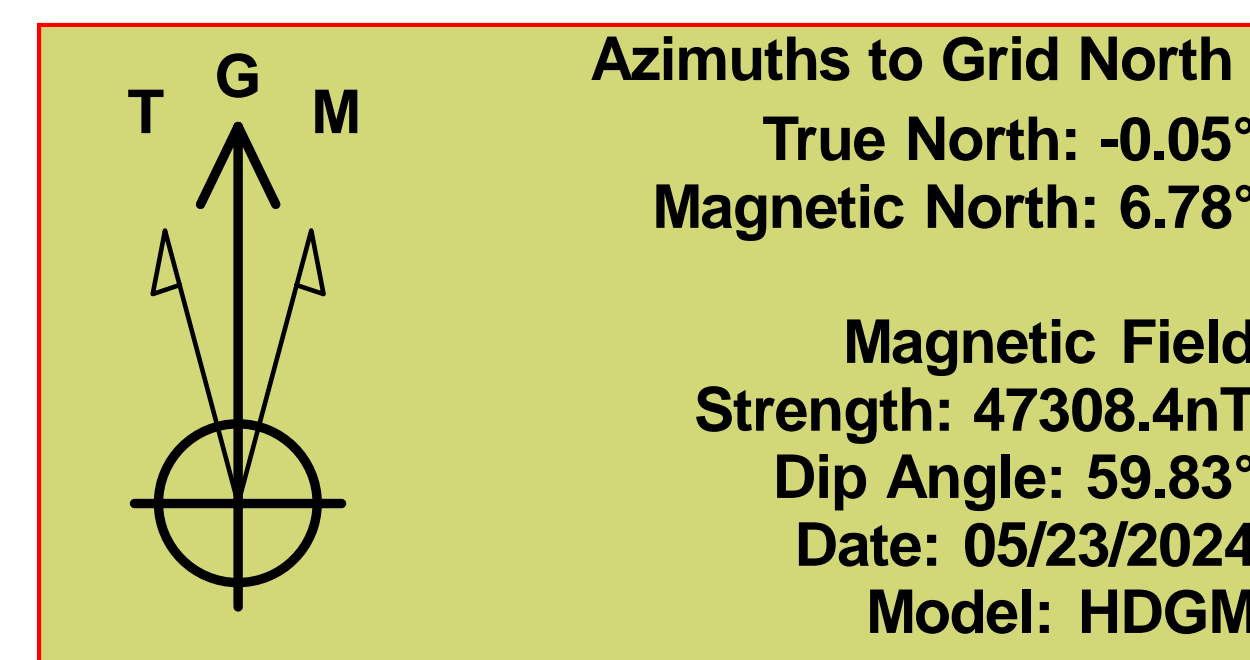 T G M
Azimuths to Grid North
True North: -0.05°
Magnetic North: 6.78°
Magnetic Field
Strength: 47308.4nT
Dip Angle: 59.83°
Date: 05/23/2024
Model: HDGM